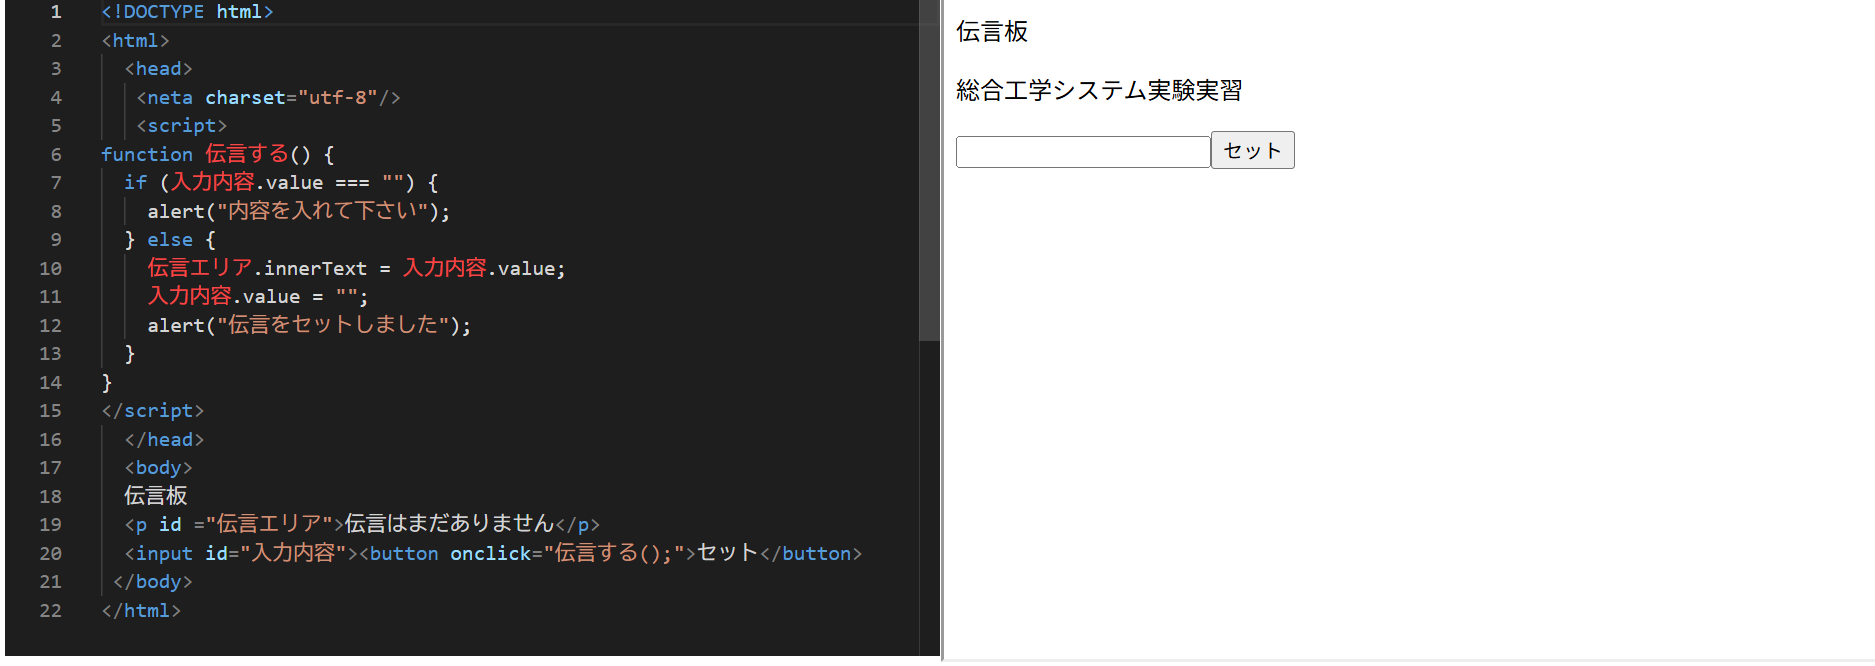 1 <!DOCTYPE html>
2 <html>
3 <head>
4 <neta charset="utf-8"/>
5 <script>
6 function 伝言する() {
7 if (入力内容.value === "") {
8 alert("内容を入れて下さい");
9 } else {
10 伝言エリア.innerText = 入力内容.value;
11 入力内容.value = "";
12 alert("伝言をセットしました");
13 }
14 }
15 </script>
16 </head>
17 <body>
18 伝言板
19 <p id ="伝言エリア">伝言はまだありません</p>
20 <input id="入力内容"><button onclick="伝言する();">セット</button>
21 </body>
22 </html>
伝言板
総合工学システム実験実習
セット